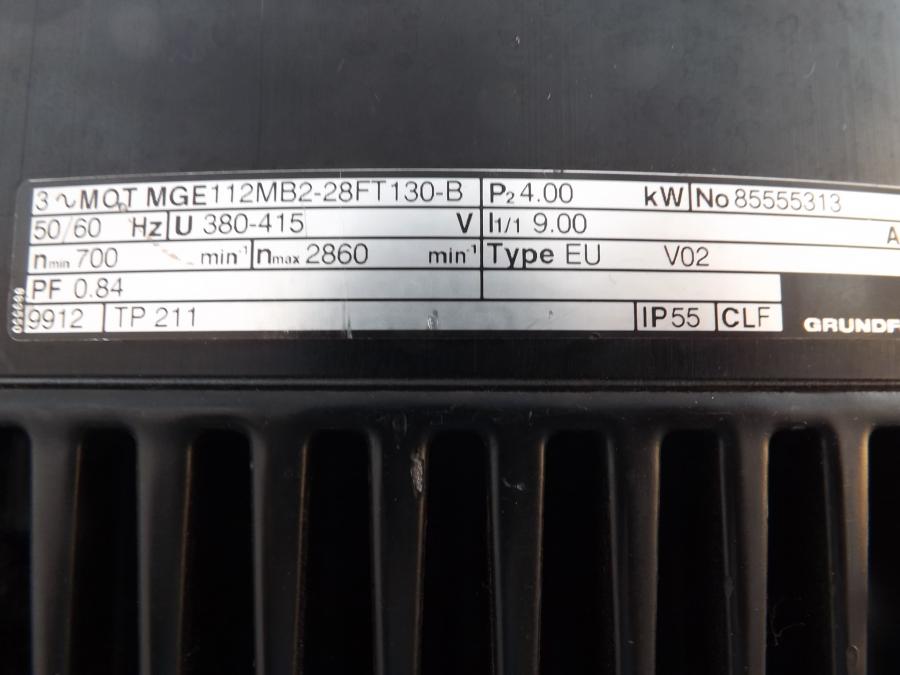 3∿MOT MGE112MB2-28FT130-B P2 4.00 kW No 85555313
50/60 Hz U 380-415 V I1/1 9.00 A
nmin 700 min-1 nmax 2860 min-1 Type EU V02
PF 0.84
9912 TP 211 IP55 CLF GRUNDF